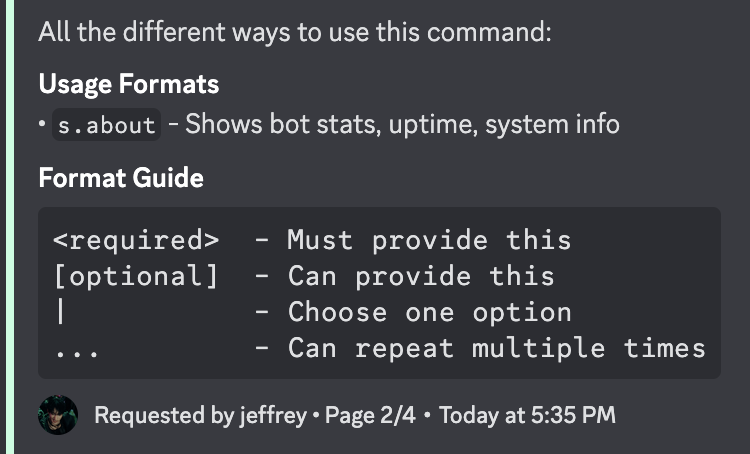 All the different ways to use this command:
Usage Formats
• s.about - Shows bot stats, uptime, system info
Format Guide
<required>  - Must provide this
[optional]  - Can provide this
|           - Choose one option
...         - Can repeat multiple times
Requested by jeffrey • Page 2/4 • Today at 5:35 PM